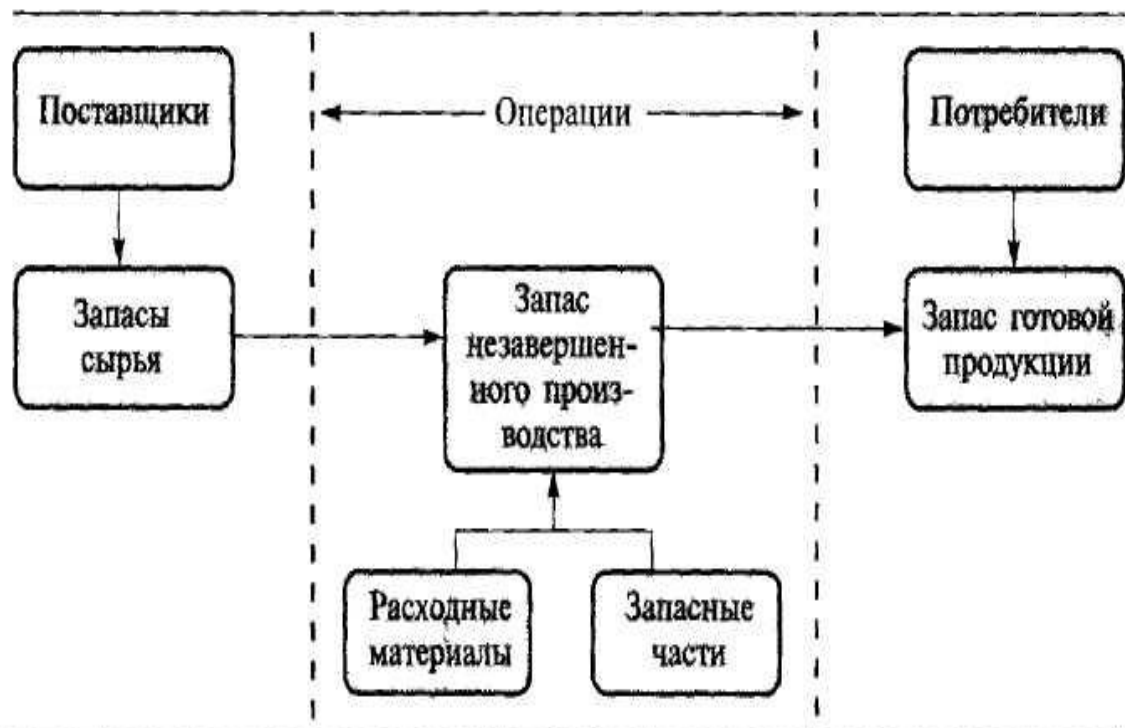 Поставщики
Операции
Потребители
Запасы
сырья
Запас
незавершен-
ного произ-
водства
Запас готовой
продукции
Расходные
материалы
Запасные
части